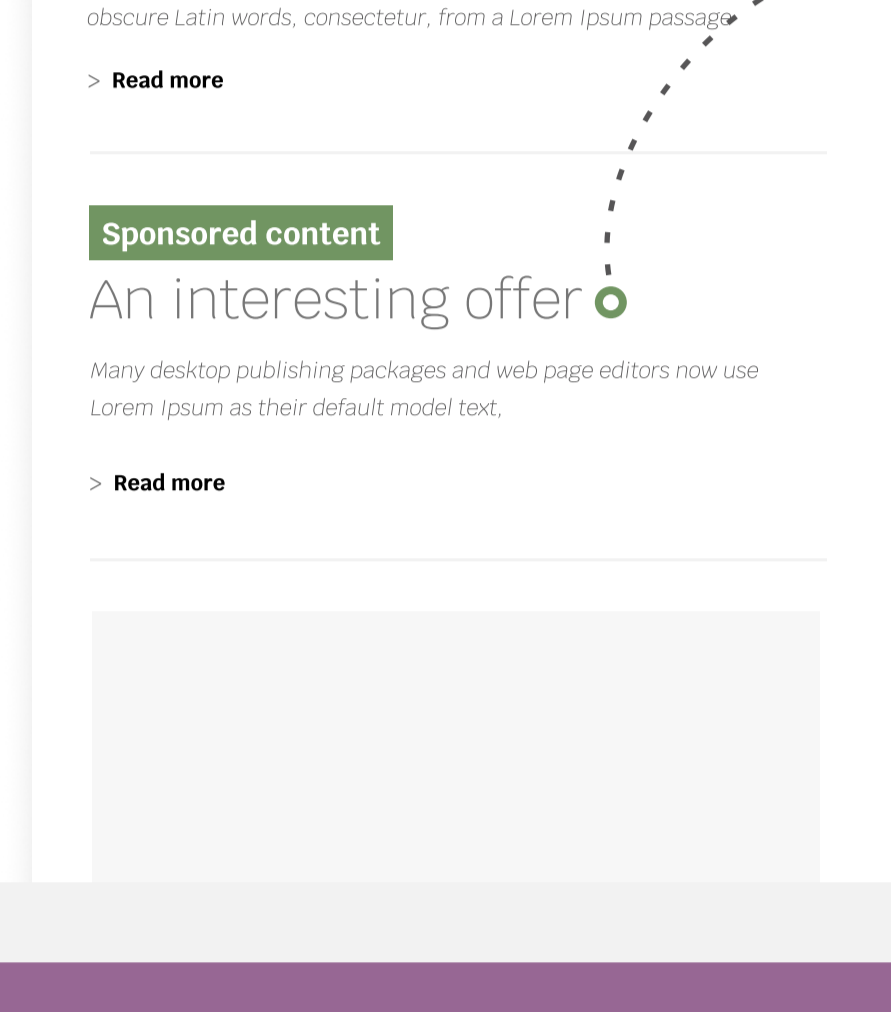 obscure Latin words, consectetur, from a Lorem Ipsum passage
> Read more
Sponsored content
An interesting offer
Many desktop publishing packages and web page editors now use
Lorem Ipsum as their default model text,
> Read more